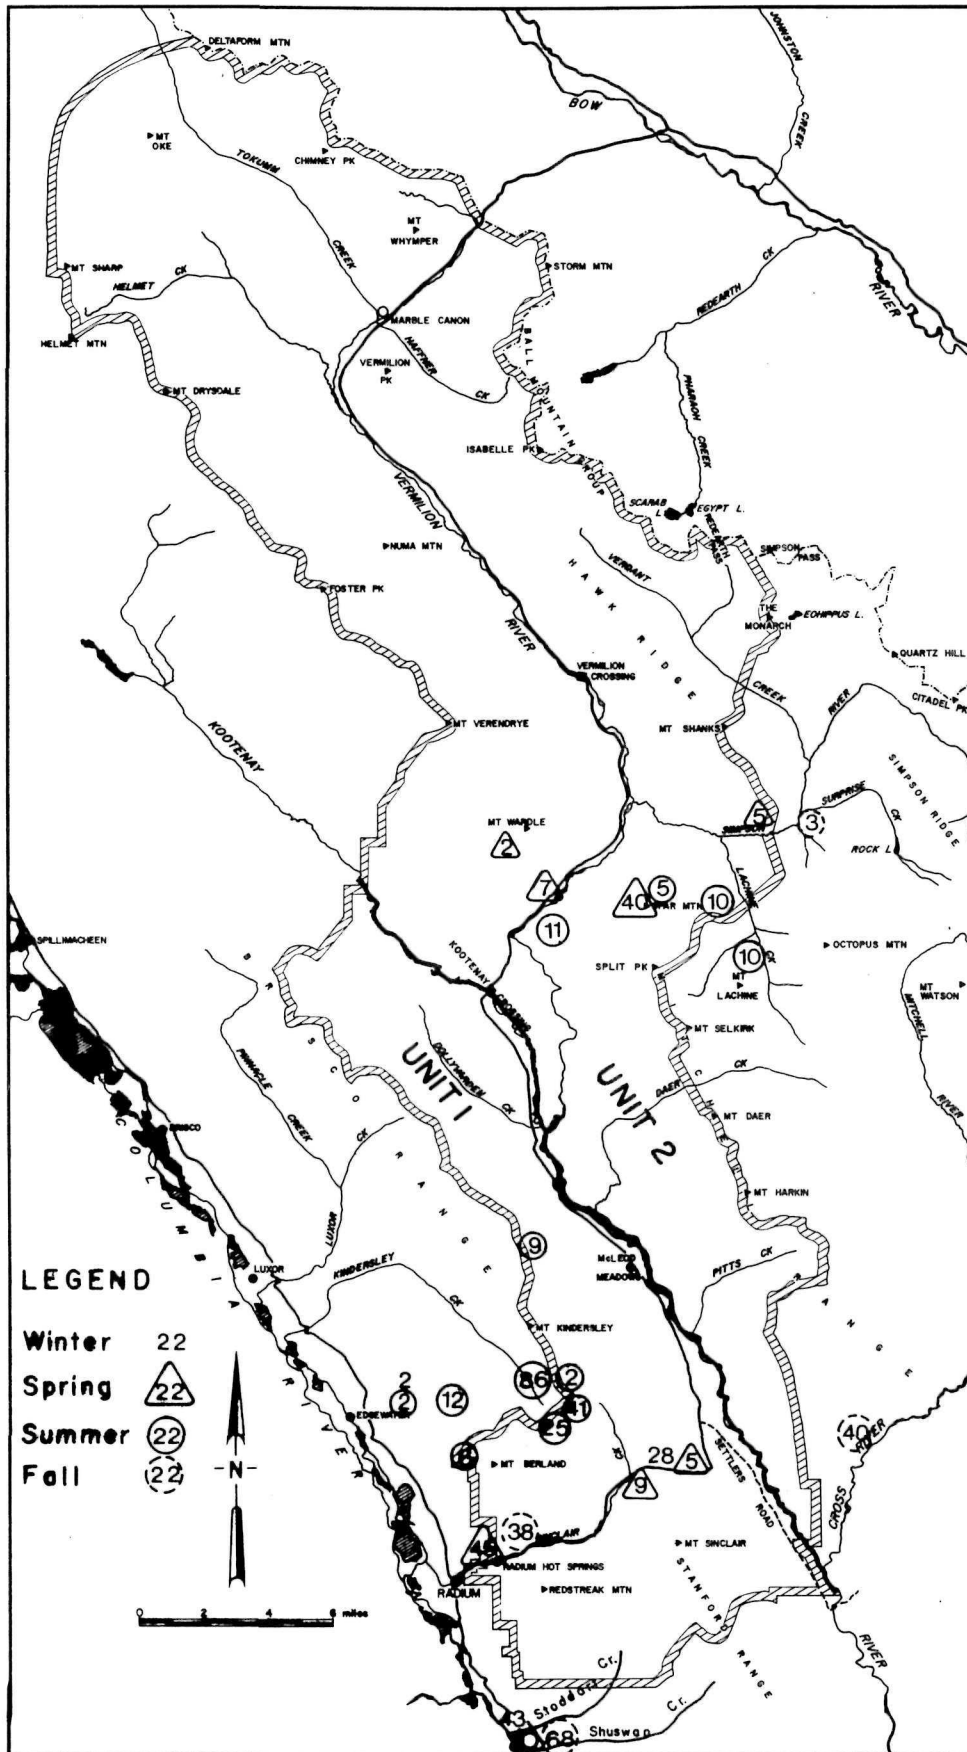 DELTAFORM MTN
JOHNSTON
CREEK
BOW
RIVER
MT
OKE
CHIMNEY PK
TOKUMM
CREEK
MT
WHYMPER
MT SHARP
HELMET
CK
STORM MTN
REDEARTH
CK
HELMET MTN
MARBLE CANON
HAFFNER
CK
BALL MOUNTAIN GROUP
VERMILION
PK
MT DRYSDALE
PHARAOH
CREEK
ISABELLE PK
VERMILION
RIVER
SCARAB
L
EGYPT L.
REDEARTH
PASS
NUMA MTN
SIMPSON
PASS
VERDANT
CREEK
HAWK RIDGE
FOSTER PK
THE
MONARCH
EOHIPPUS L.
QUARTZ HILL
CITADEL PK
VERMILION
CROSSING
RIVER
MT VERENDRYE
MT SHANKS
KOOTENAY
SIMPSON RIDGE
SURPRISE
CK
ROCK L
MT WARDLE
2
5
SIMPSON
3
LACHINE
CK
7
40
5
10
11
SPILLIMACHEEN
OCTOPUS MTN
10
SPLIT PK
MT
LACHINE
MT
WATSON
MITCHELL
RIVER
KOOTENAY
CROSSING
MT SELKIRK
UNIT 1
UNIT 2
DOLLYVARDEN
CK
DAER
CK
MT DAER
PINNACLE
CREEK
BRISCO RANGE
MT HARKIN
LUXOR
CK
COLUMBIA RIVER
9
McLEOD
MEADOWS
PITTS
CK
RANGE
LUXOR
KINDERSLEY
CK
MT KINDERSLEY
LEGEND
Winter 22
Spring 22
Summer 22
Fall 22
-N-
2
2
12
86
2
41
25
EDGEWATER
40
CROSS
RIVER
MT BERLAND
CK
28
5
9
SETTLERS
ROAD
38
SINCLAIR
MT SINCLAIR
RADIUM HOT SPRINGS
RADIUM
REDSTREAK MTN
STANFORD
RANGE
0 2 4 6 miles
RIVER
Stoddart Cr.
43
68
Shuswap Cr.